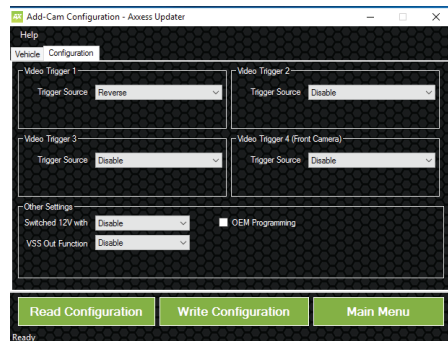 Add-Cam Configuration - Axxess Updater
Help
Vehicle Configuration
Video Trigger 1
Trigger Source Reverse
Video Trigger 2
Trigger Source Disable
Video Trigger 3
Trigger Source Disable
Video Trigger 4 (Front Camera)
Trigger Source Disable
Other Settings
Switched 12V with Disable
OEM Programming
VSS Out Function Disable
Read Configuration Write Configuration Main Menu
Ready